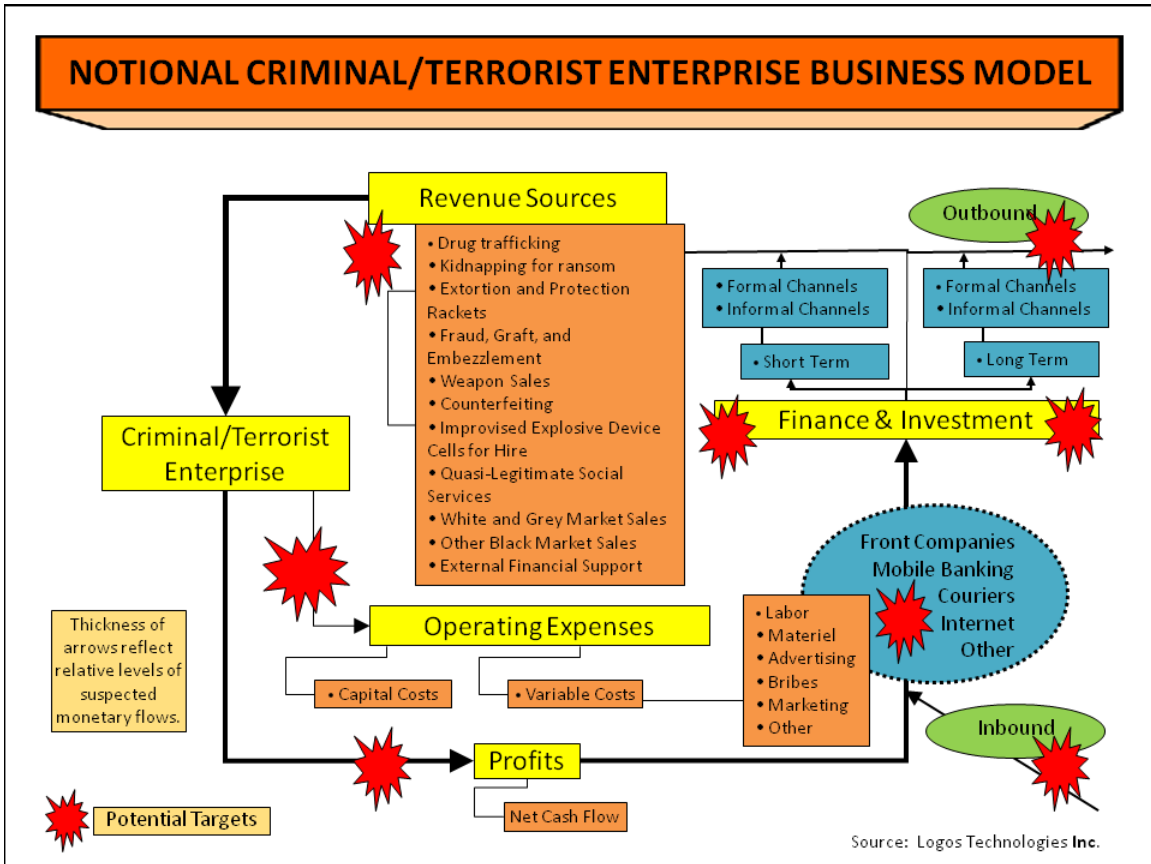 NOTIONAL CRIMINAL/TERRORIST ENTERPRISE BUSINESS MODEL
Revenue Sources
• Drug trafficking
• Kidnapping for ransom
• Extortion and Protection
Rackets
• Fraud, Graft, and
Embezzlement
• Weapon Sales
• Counterfeiting
• Improvised Explosive Device
Cells for Hire
• Quasi-Legitimate Social
Services
• White and Grey Market Sales
• Other Black Market Sales
• External Financial Support
Outbound
• Formal Channels
• Informal Channels
• Formal Channels
• Informal Channels
• Short Term
• Long Term
Finance & Investment
Criminal/Terrorist
Enterprise
Front Companies
Mobile Banking
Couriers
Internet
Other
Operating Expenses
• Capital Costs
• Variable Costs
• Labor
• Materiel
• Advertising
• Bribes
• Marketing
• Other
Thickness of
arrows reflect
relative levels of
suspected
monetary flows.
Inbound
Profits
Net Cash Flow
Potential Targets
Source: Logos Technologies Inc.